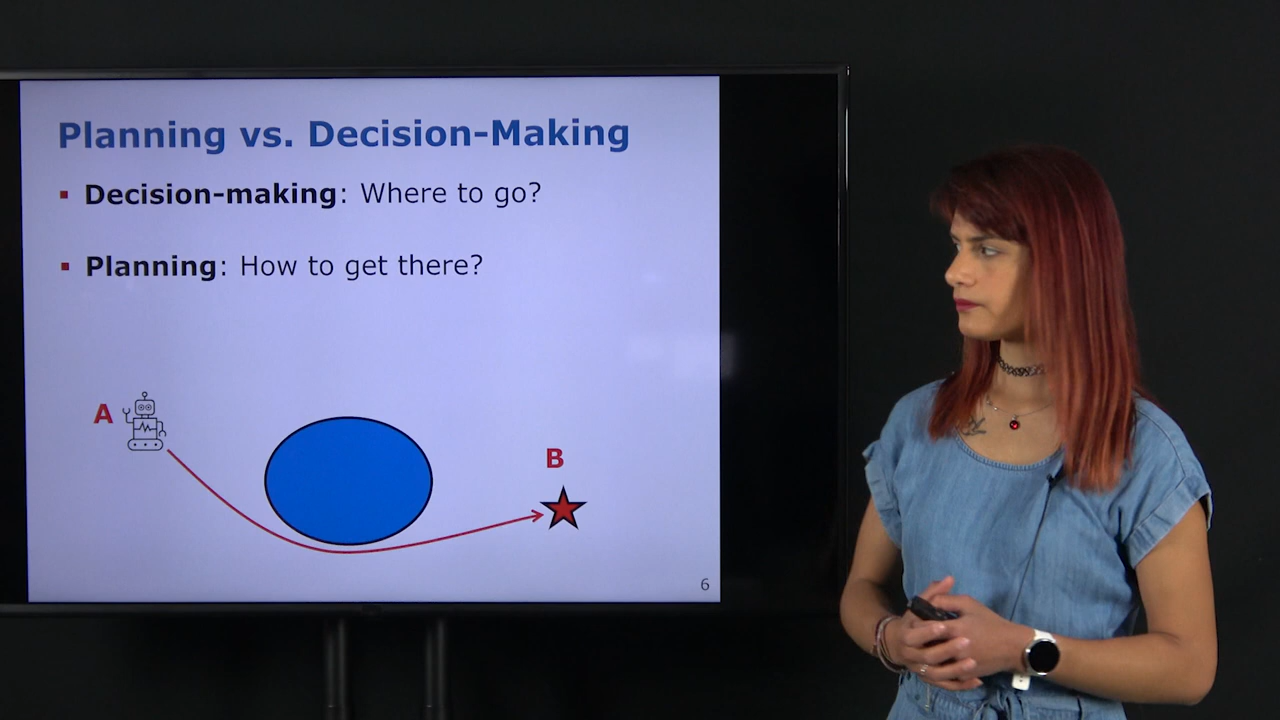 Planning vs. Decision-Making
▪ Decision-making: Where to go?
▪ Planning: How to get there?
A
B
6